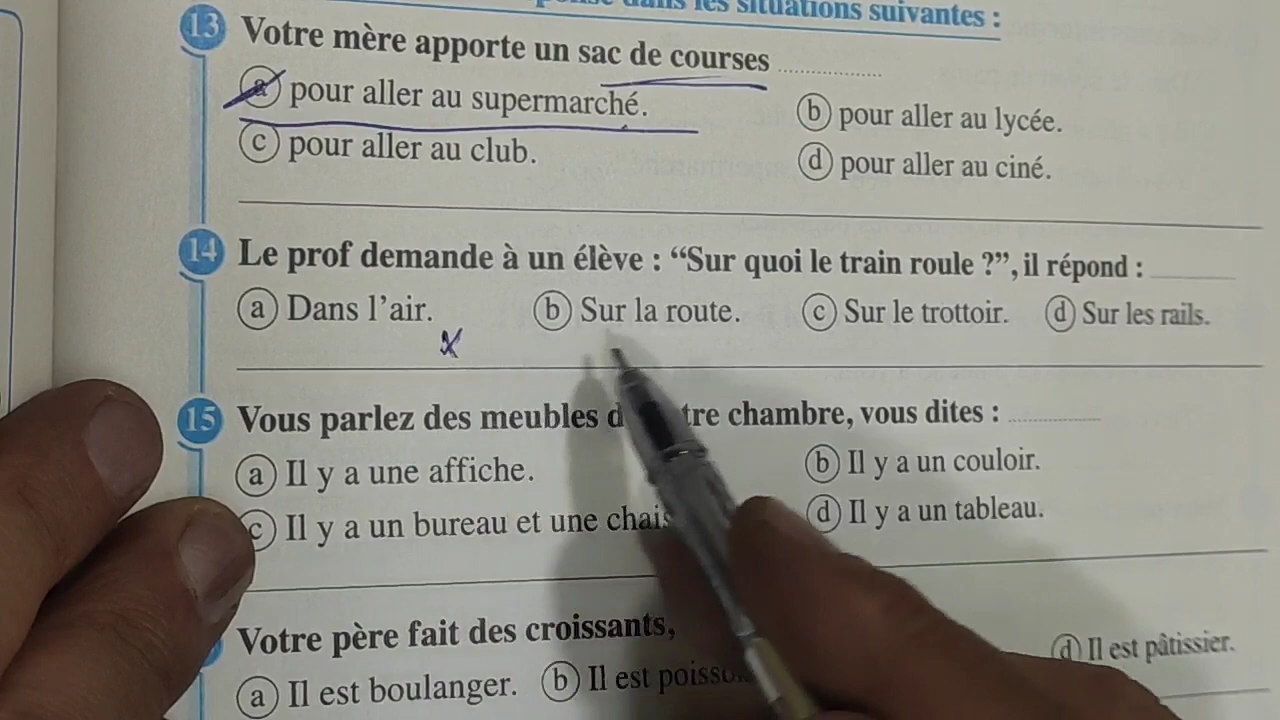 dans les situations suivantes :
13 Votre mère apporte un sac de courses ....................
a pour aller au supermarché.
b pour aller au lycée.
c pour aller au club.
d pour aller au ciné.
14 Le prof demande à un élève : “Sur quoi le train roule ?”, il répond : ....................
a Dans l’air.
b Sur la route.
c Sur le trottoir.
d Sur les rails.
x
15 Vous parlez des meubles chambre, vous dites : ....................
a Il y a une affiche.
b Il y a un couloir.
c Il y a un bureau et une
d Il y a un tableau.
Votre père fait des croissants,
a Il est boulanger.
b Il est
d Il est pâtissier.